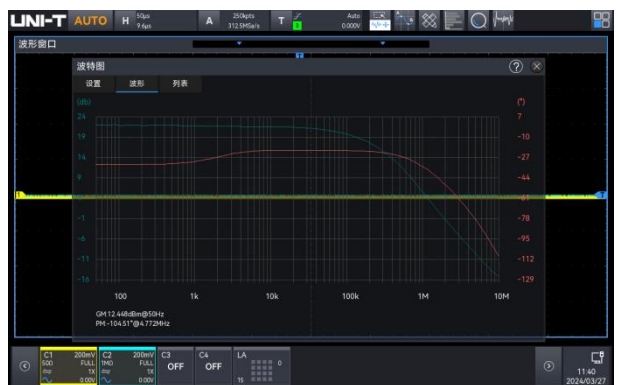 UNI-T AUTO H 50μs 9.6μs A 250kpts 312.5MSa/s T 2 Auto 0.000V
波形窗口
波特图
设置 波形 列表
(db) (°)
24 7
19 -10
14 -27
9 -44
-61
-1 -78
-6 -95
-11 -112
-16 -129
100 1k 10k 100k 1M 10M
GM:12.448dBm@50Hz
PM:-104.51°@4.772MHz
C1 200mV C2 200mV C3 C4 LA
50Ω FULL 1MΩ FULL OFF OFF 0
1X 1X
0.00V 0.00V 15
11:40
2024/03/27